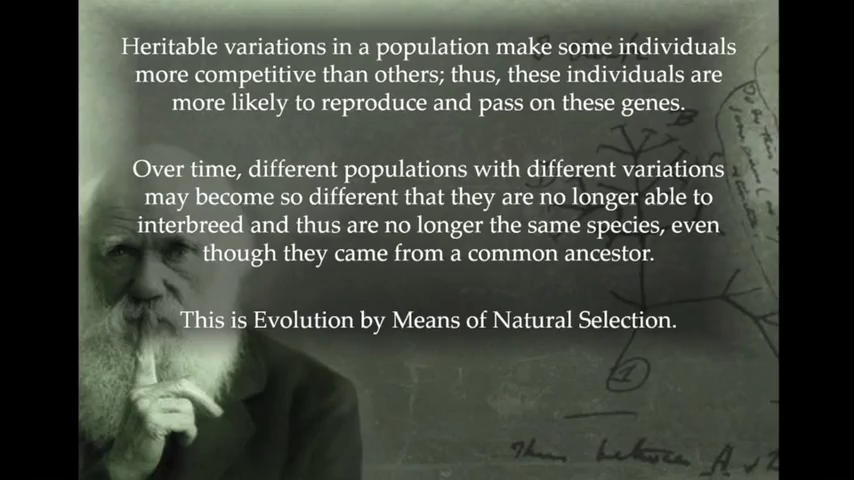 Heritable variations in a population make some individuals
more competitive than others; thus, these individuals are
more likely to reproduce and pass on these genes.
Over time, different populations with different variations
may become so different that they are no longer able to
interbreed and thus are no longer the same species, even
though they came from a common ancestor.
This is Evolution by Means of Natural Selection.
B
1
Thus between A & B